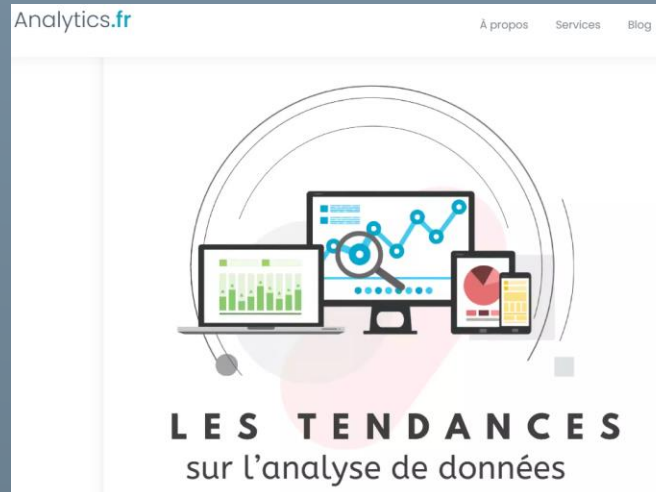 Analytics.fr
À propos Services Blog
LES TENDANCES
sur l'analyse de données